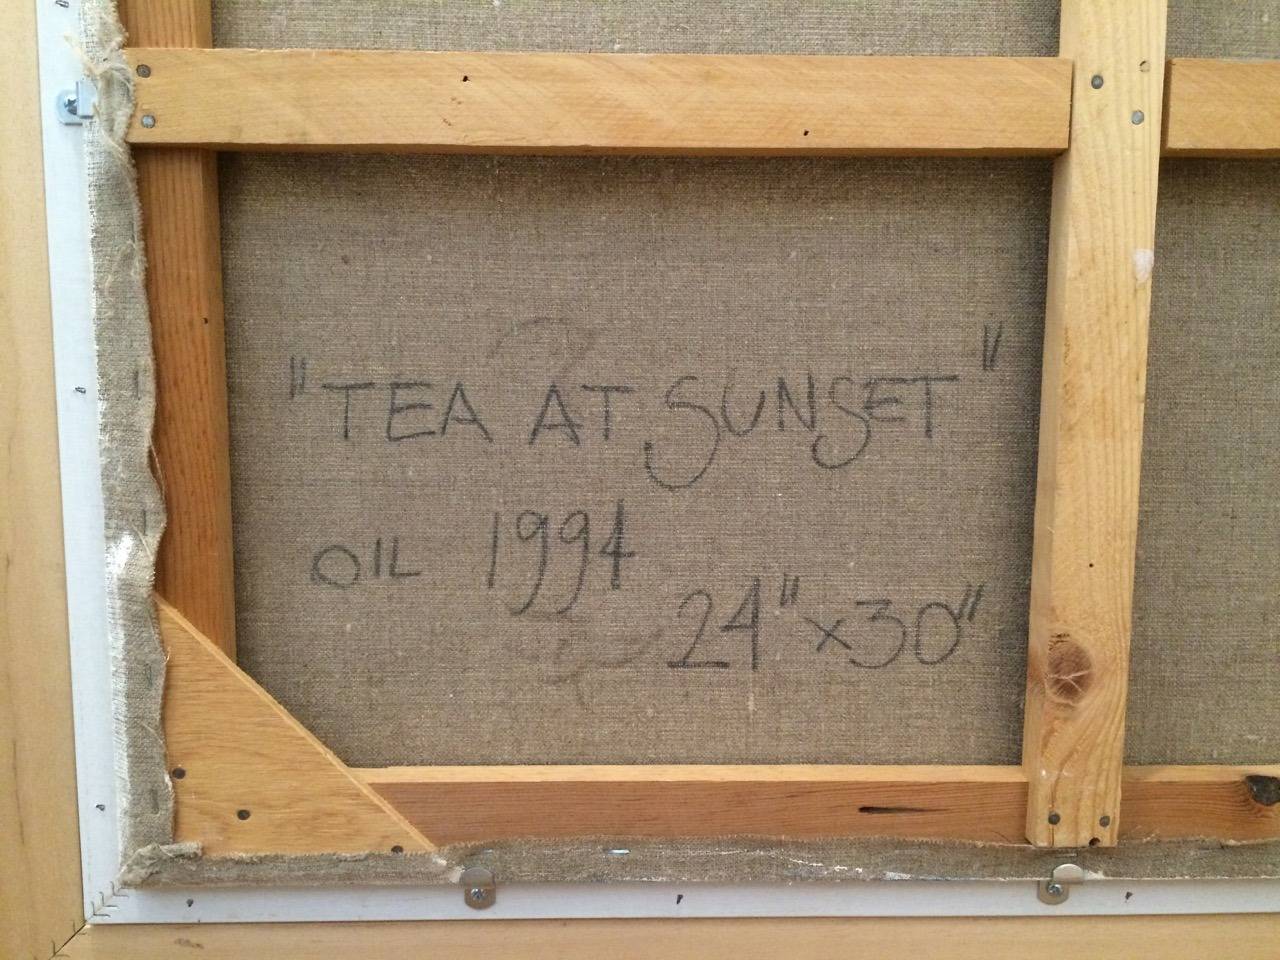 "TEA AT SUNSET"
OIL 1994
24"x30"